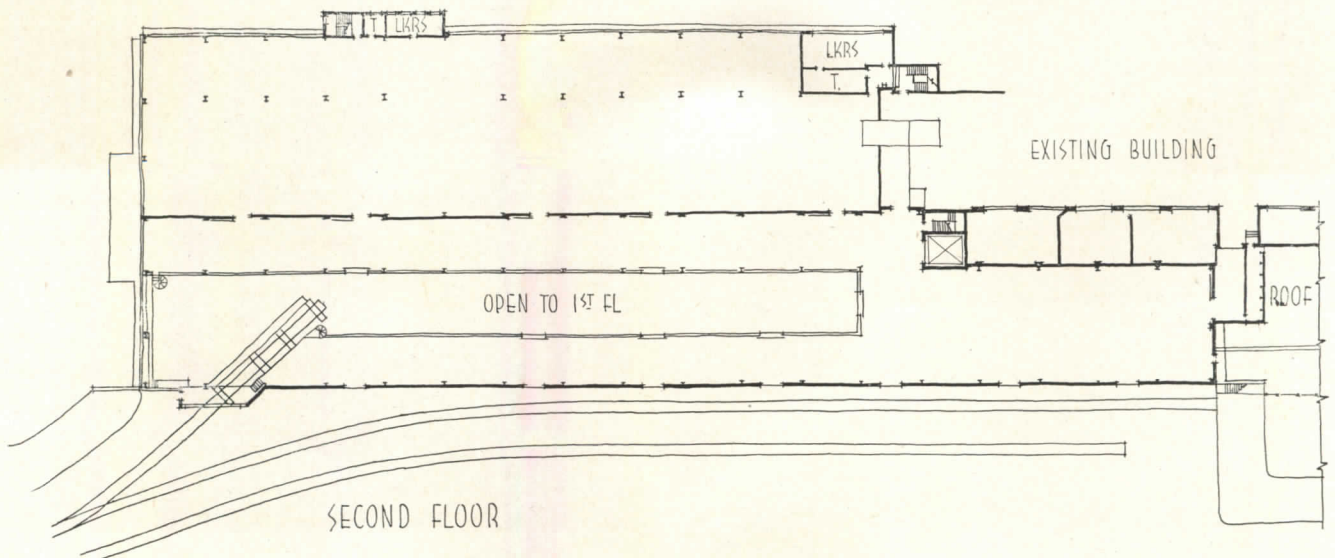 T. LKRS
LKRS
T.
EXISTING BUILDING
OPEN TO 1ST FL
ROOF
SECOND FLOOR